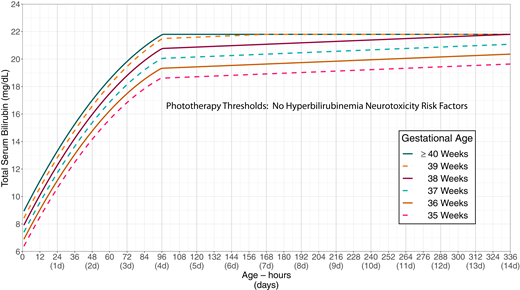 24
22
20
18
16
14
12
10
8
6
Total Serum Bilirubin (mg/dL)
Phototherapy Thresholds: No Hyperbilirubinemia Neurotoxicity Risk Factors
Gestational Age
≥ 40 Weeks
39 Weeks
38 Weeks
37 Weeks
36 Weeks
35 Weeks
0 12 24 36 48 60 72 84 96 108 120 132 144 156 168 180 192 204 216 228 240 252 264 276 288 300 312 324 336
(1d) (2d) (3d) (4d) (5d) (6d) (7d) (8d) (9d) (10d) (11d) (12d) (13d) (14d)
Age – hours
(days)